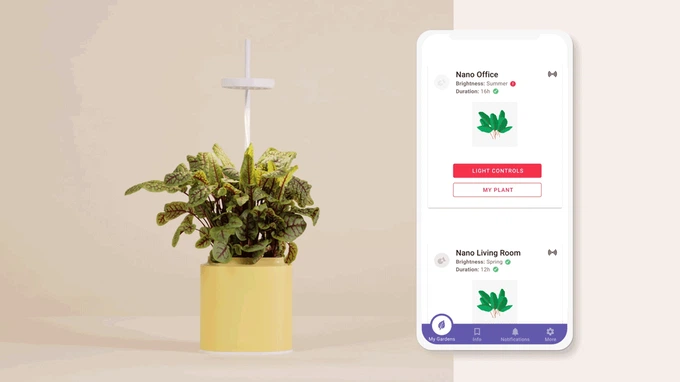 Nano Office
Brightness: Summer
Duration: 16h
LIGHT CONTROLS
MY PLANT
Nano Living Room
Brightness: Spring
Duration: 12h
My Gardens Info Notifications More